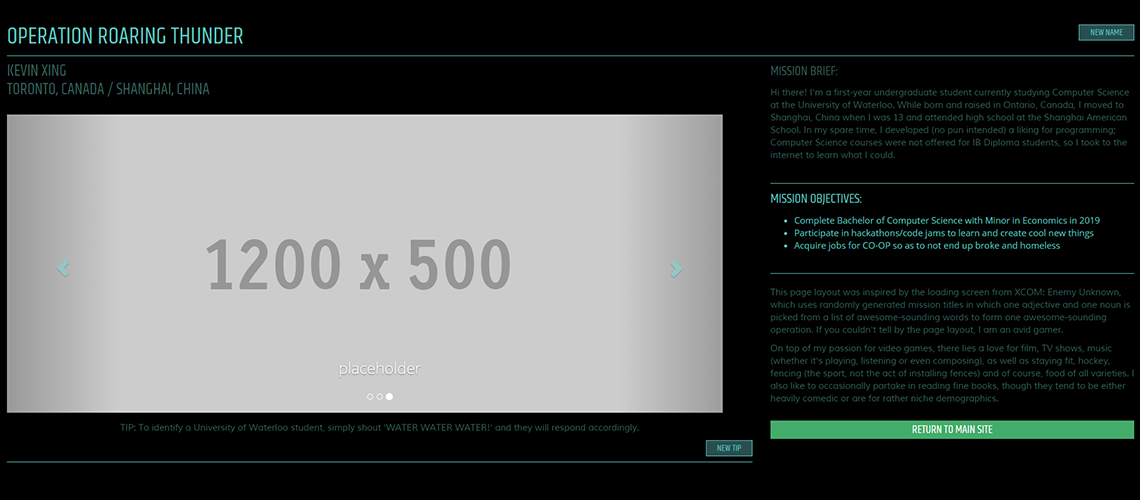 OPERATION ROARING THUNDER
NEW NAME
KEVIN XING
TORONTO, CANADA / SHANGHAI, CHINA
1200 x 500
placeholder
TIP: To identify a University of Waterloo student, simply shout 'WATER WATER WATER!' and they will respond accordingly.
NEW TIP
MISSION BRIEF:
Hi there! I'm a first-year undergraduate student currently studying Computer Science
at the University of Waterloo. While born and raised in Ontario, Canada, I moved to
Shanghai, China when I was 13 and attended high school at the Shanghai American
School. In my spare time, I developed (no pun intended) a liking for programming;
Computer Science courses were not offered for IB Diploma students, so I took to the
internet to learn what I could.
MISSION OBJECTIVES:
• Complete Bachelor of Computer Science with Minor in Economics in 2019
• Participate in hackathons/code jams to learn and create cool new things
• Acquire jobs for CO-OP so as to not end up broke and homeless
This page layout was inspired by the loading screen from XCOM: Enemy Unknown,
which uses randomly generated mission titles in which one adjective and one noun is
picked from a list of awesome-sounding words to form one awesome-sounding
operation. If you couldn't tell by the page layout, I am an avid gamer.
On top of my passion for video games, there lies a love for film, TV shows, music
(whether it's playing, listening or even composing), as well as staying fit, hockey,
fencing (the sport, not the act of installing fences) and of course, food of all varieties. I
also like to occasionally partake in reading fine books, though they tend to be either
heavily comedic or are for rather niche demographics.
RETURN TO MAIN SITE